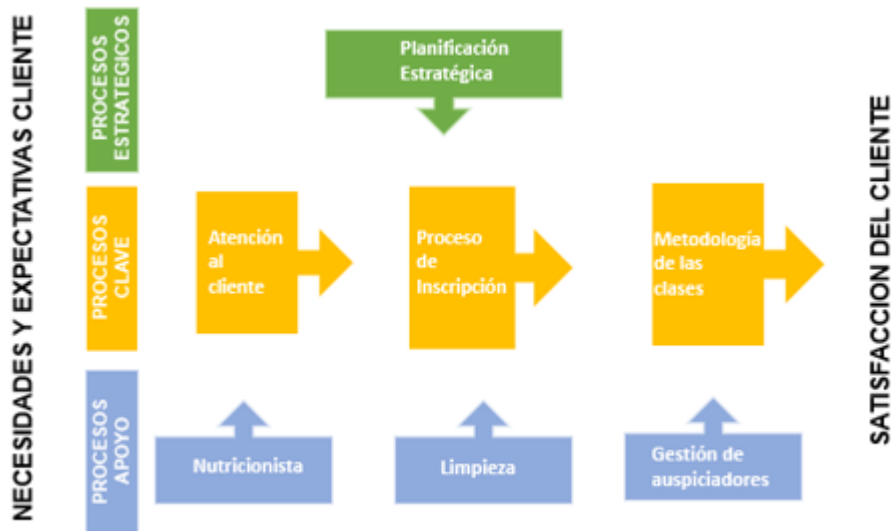 NECESIDADES Y EXPECTATIVAS CLIENTE
PROCESOS
ESTRATEGICOS
Planificación
Estratégica
PROCESOS
CLAVE
Atención
al
cliente
Proceso
de
Inscripción
Metodología
de las
clases
PROCESOS
APOYO
Nutricionista
Limpieza
Gestión de
auspiciadores
SATISFACCION DEL CLIENTE